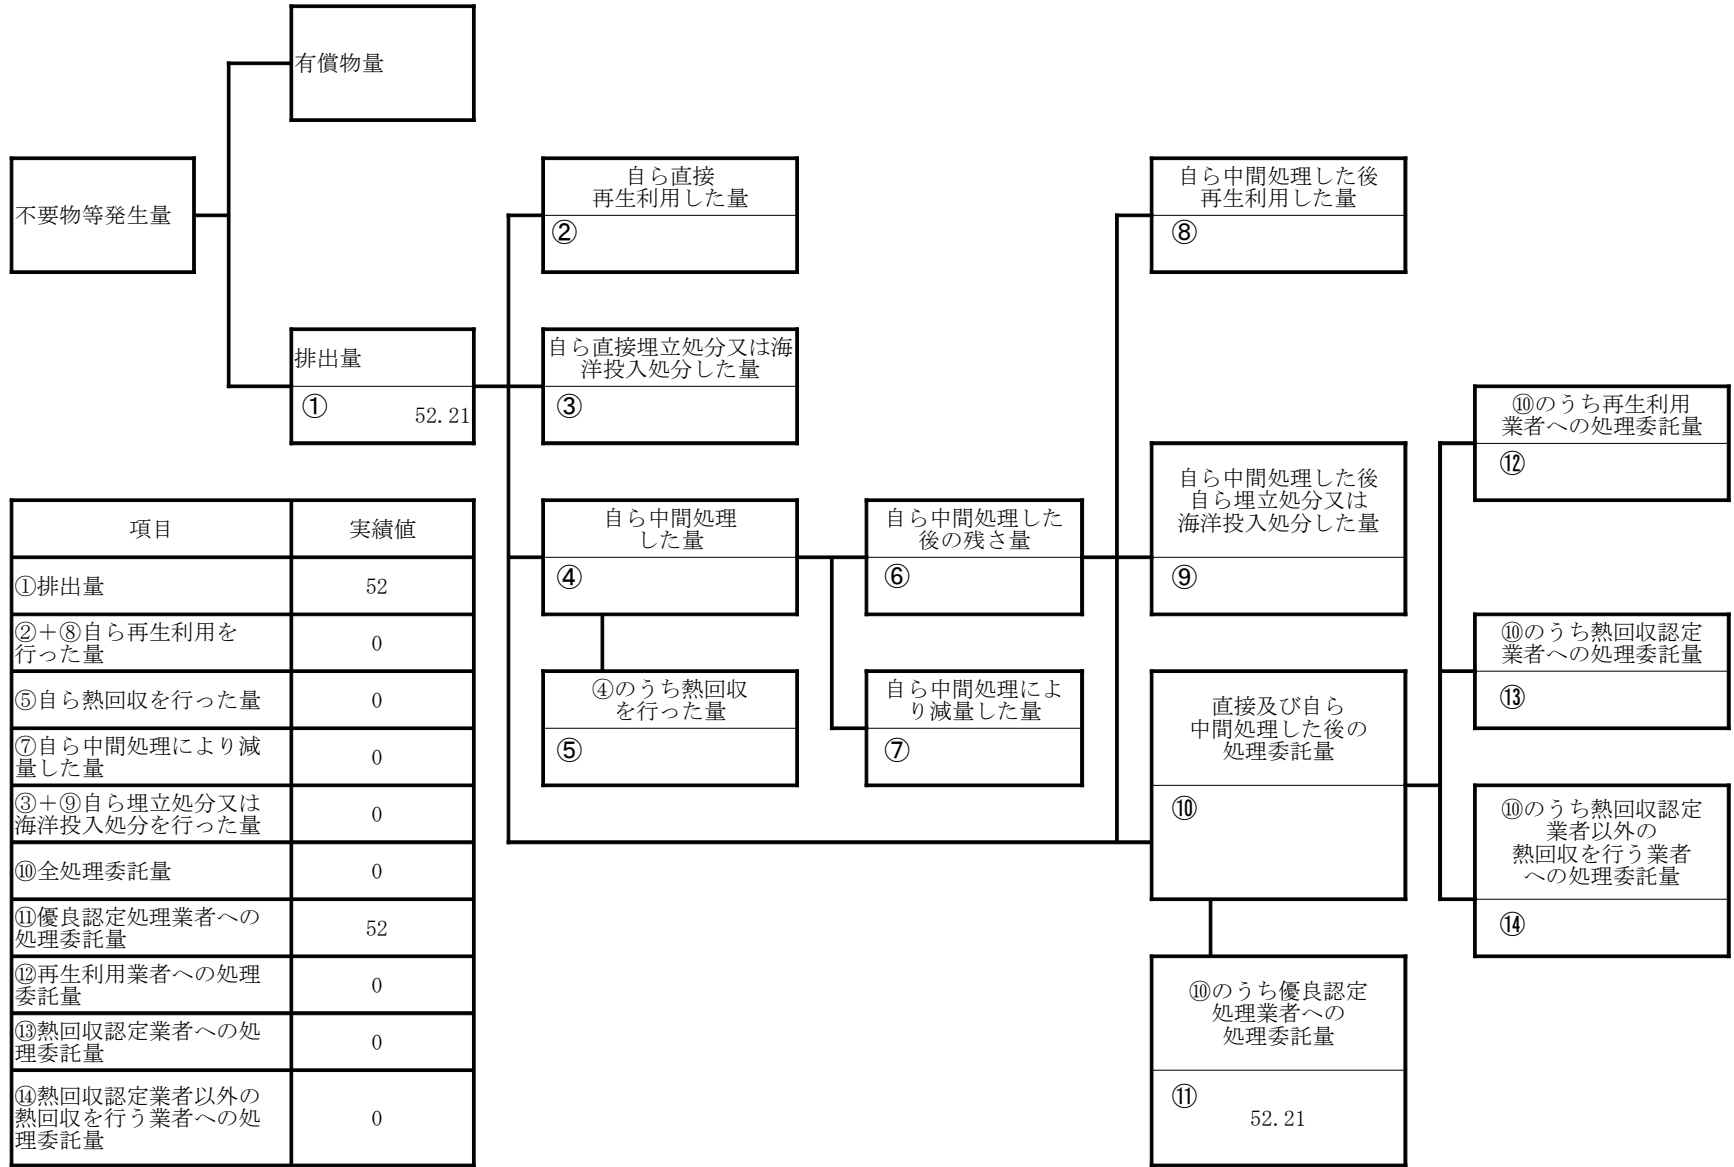 有償物量
不要物等発生量
排出量
①
52.21
自ら直接
再生利用した量
②
自ら直接埋立処分又は海
洋投入処分した量
③
自ら中間処理
した量
④
④のうち熱回収
を行った量
⑤
自ら中間処理した
後の残さ量
⑥
自ら中間処理によ
り減量した量
⑦
自ら中間処理した後
再生利用した量
⑧
自ら中間処理した後
自ら埋立処分又は
海洋投入処分した量
⑨
直接及び自ら
中間処理した後の
処理委託量
⑩
⑩のうち優良認定
処理業者への
処理委託量
⑪
52.21
⑩のうち再生利用
業者への処理委託量
⑫
⑩のうち熱回収認定
業者への処理委託量
⑬
⑩のうち熱回収認定
業者以外の
熱回収を行う業者
への処理委託量
⑭
項目 実績値
①排出量 52
②＋⑧自ら再生利用を
行った量 0
⑤自ら熱回収を行った量 0
⑦自ら中間処理により減
量した量 0
③＋⑨自ら埋立処分又は
海洋投入処分を行った量 0
⑩全処理委託量 0
⑪優良認定処理業者への
処理委託量 52
⑫再生利用業者への処理
委託量 0
⑬熱回収認定業者への処
理委託量 0
⑭熱回収認定業者以外の
熱回収を行う業者への処
理委託量 0